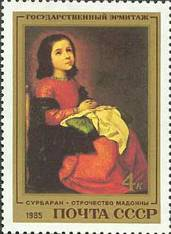 ГОСУДАРСТВЕННЫЙ ЭРМИТАЖ
4к
СУРБАРАН - ОТРОЧЕСТВО МАДОННЫ
1985 ПОЧТА СССР